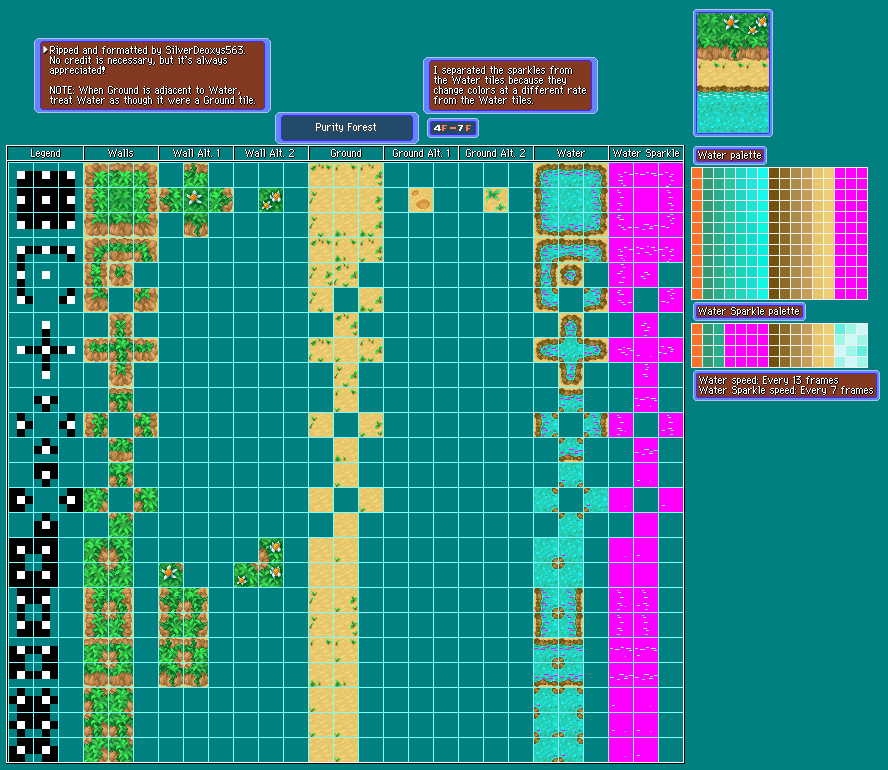 Ripped and formatted by SilverDeoxys563.
No credit is necessary, but it's always
appreciated!
NOTE: When Ground is adjacent to Water,
treat Water as though it were a Ground tile.
I separated the sparkles from
the Water tiles because they
change colors at a different rate
from the Water tiles.
Purity Forest
4F-7F
Legend Walls Wall Alt. 1 Wall Alt. 2 Ground Ground Alt. 1 Ground Alt. 2 Water Water Sparkle
Water palette
Water Sparkle palette
Water speed: Every 13 frames
Water Sparkle speed: Every 7 frames